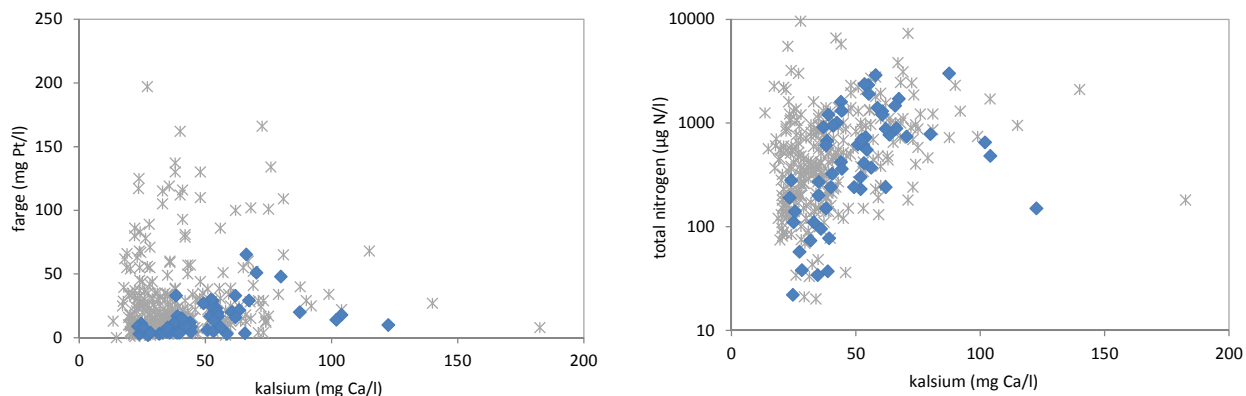 250
200
150
100
50
0
farge (mg Pt/l)
0 50 100 150 200
kalsium (mg Ca/l)
10000
1000
100
10
total nitrogen (µg N/l)
0 50 100 150 200
kalsium (mg Ca/l)